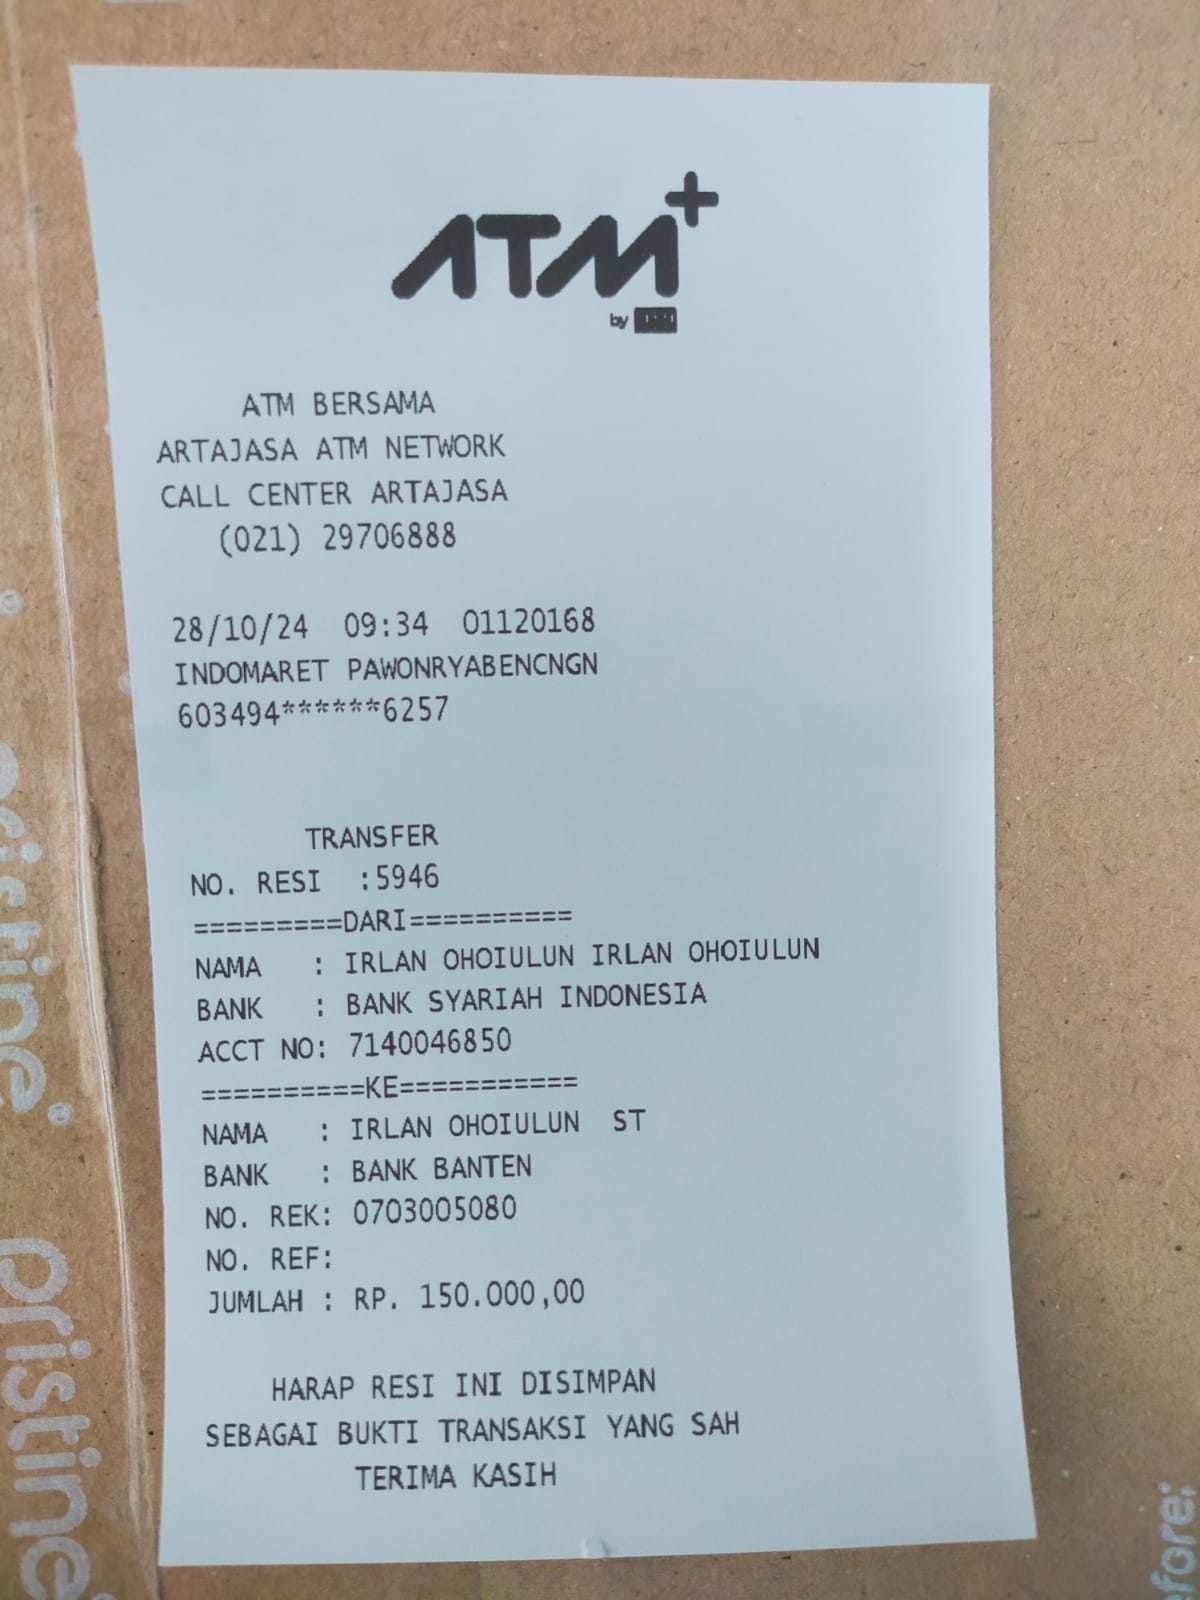 ATM+
by
ATM BERSAMA
ARTAJASA ATM NETWORK
CALL CENTER ARTAJASA
(021) 29706888
28/10/24 09:34 01120168
INDOMARET PAWONRYABENCNGN
603494******6257
TRANSFER
NO. RESI :5946
=========DARI==========
NAMA : IRLAN OHOIULUN IRLAN OHOIULUN
BANK : BANK SYARIAH INDONESIA
ACCT NO: 7140046850
==========KE===========
NAMA : IRLAN OHOIULUN ST
BANK : BANK BANTEN
NO. REK: 0703005080
NO. REF:
JUMLAH : RP. 150.000,00
HARAP RESI INI DISIMPAN
SEBAGAI BUKTI TRANSAKSI YANG SAH
TERIMA KASIH
pristine
pristine
fore: